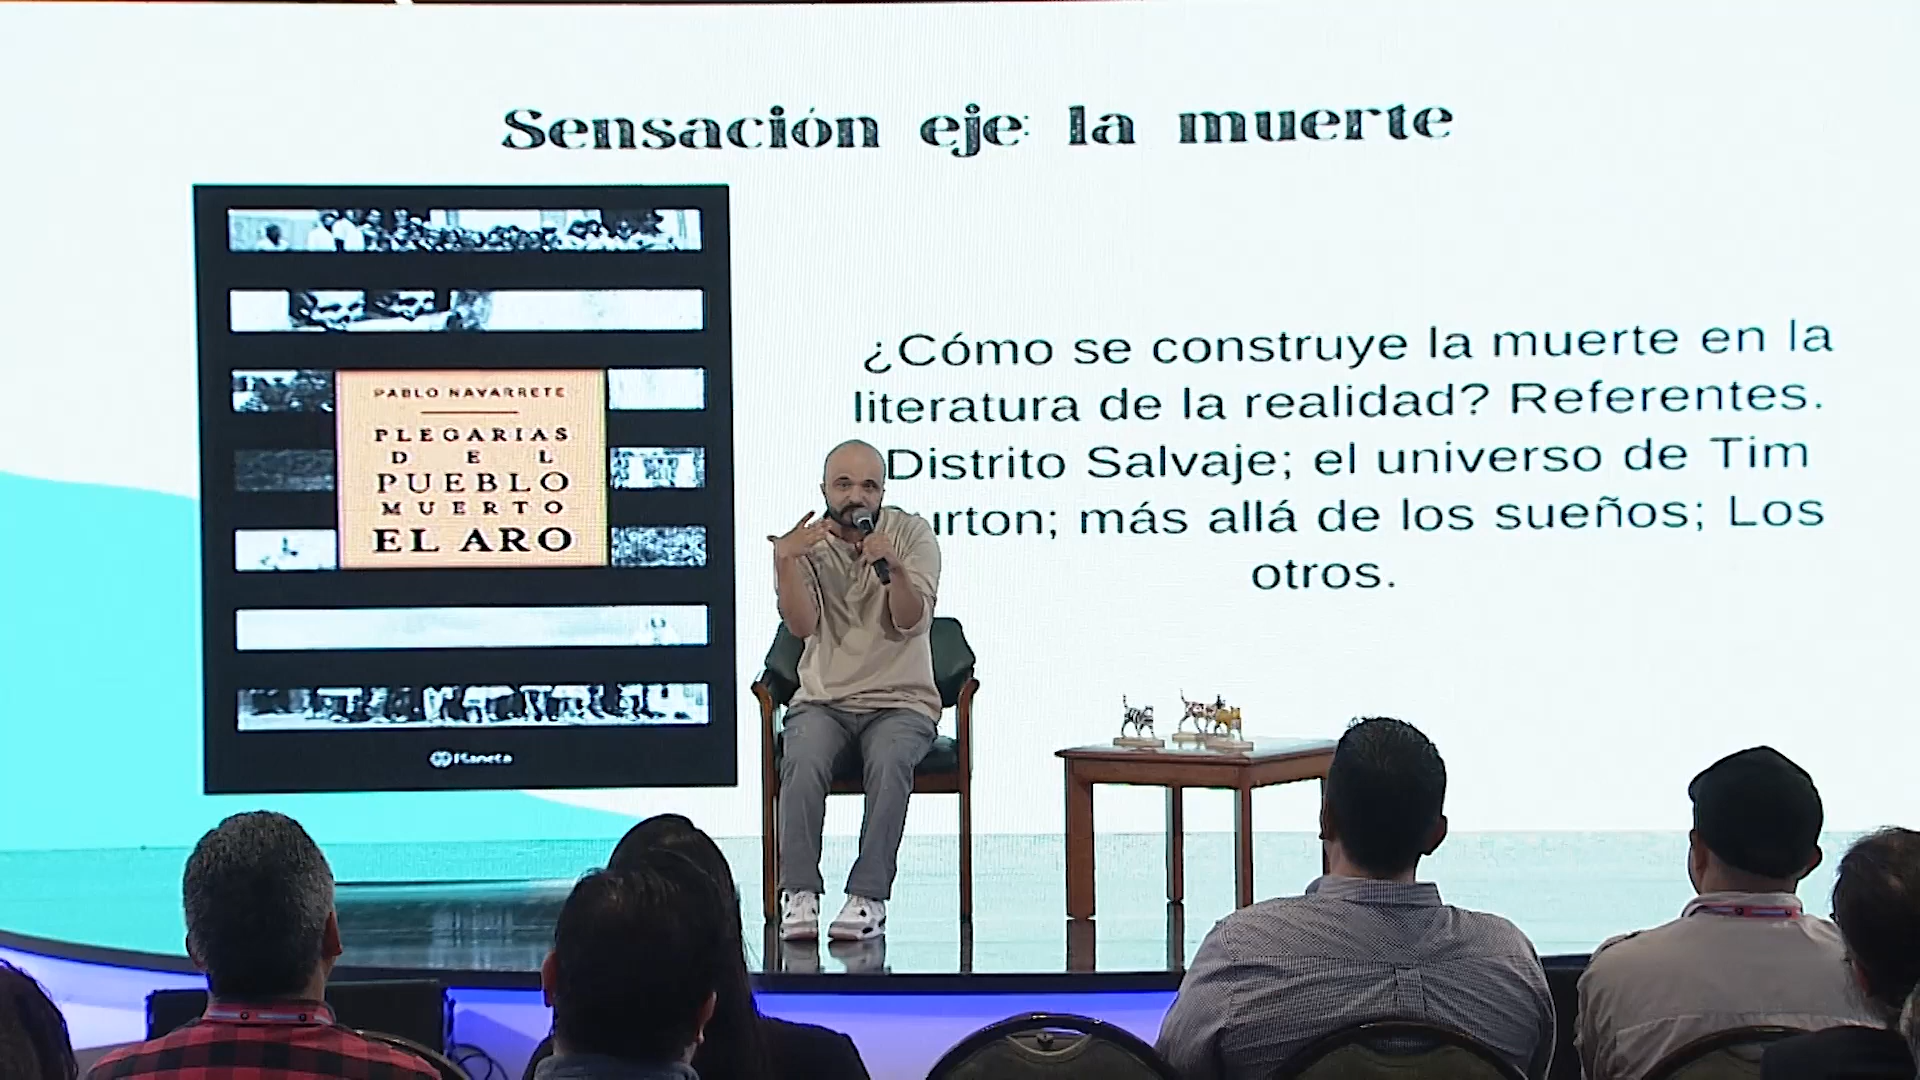 Sensación eje: la muerte
PABLO NAVARRETE
PLEGARIAS
DEL
PUEBLO
MUERTO
EL ARO
Planeta
¿Cómo se construye la muerte en la
literatura de la realidad? Referentes.
Distrito Salvaje; el universo de Tim
urton; más allá de los sueños; Los
otros.